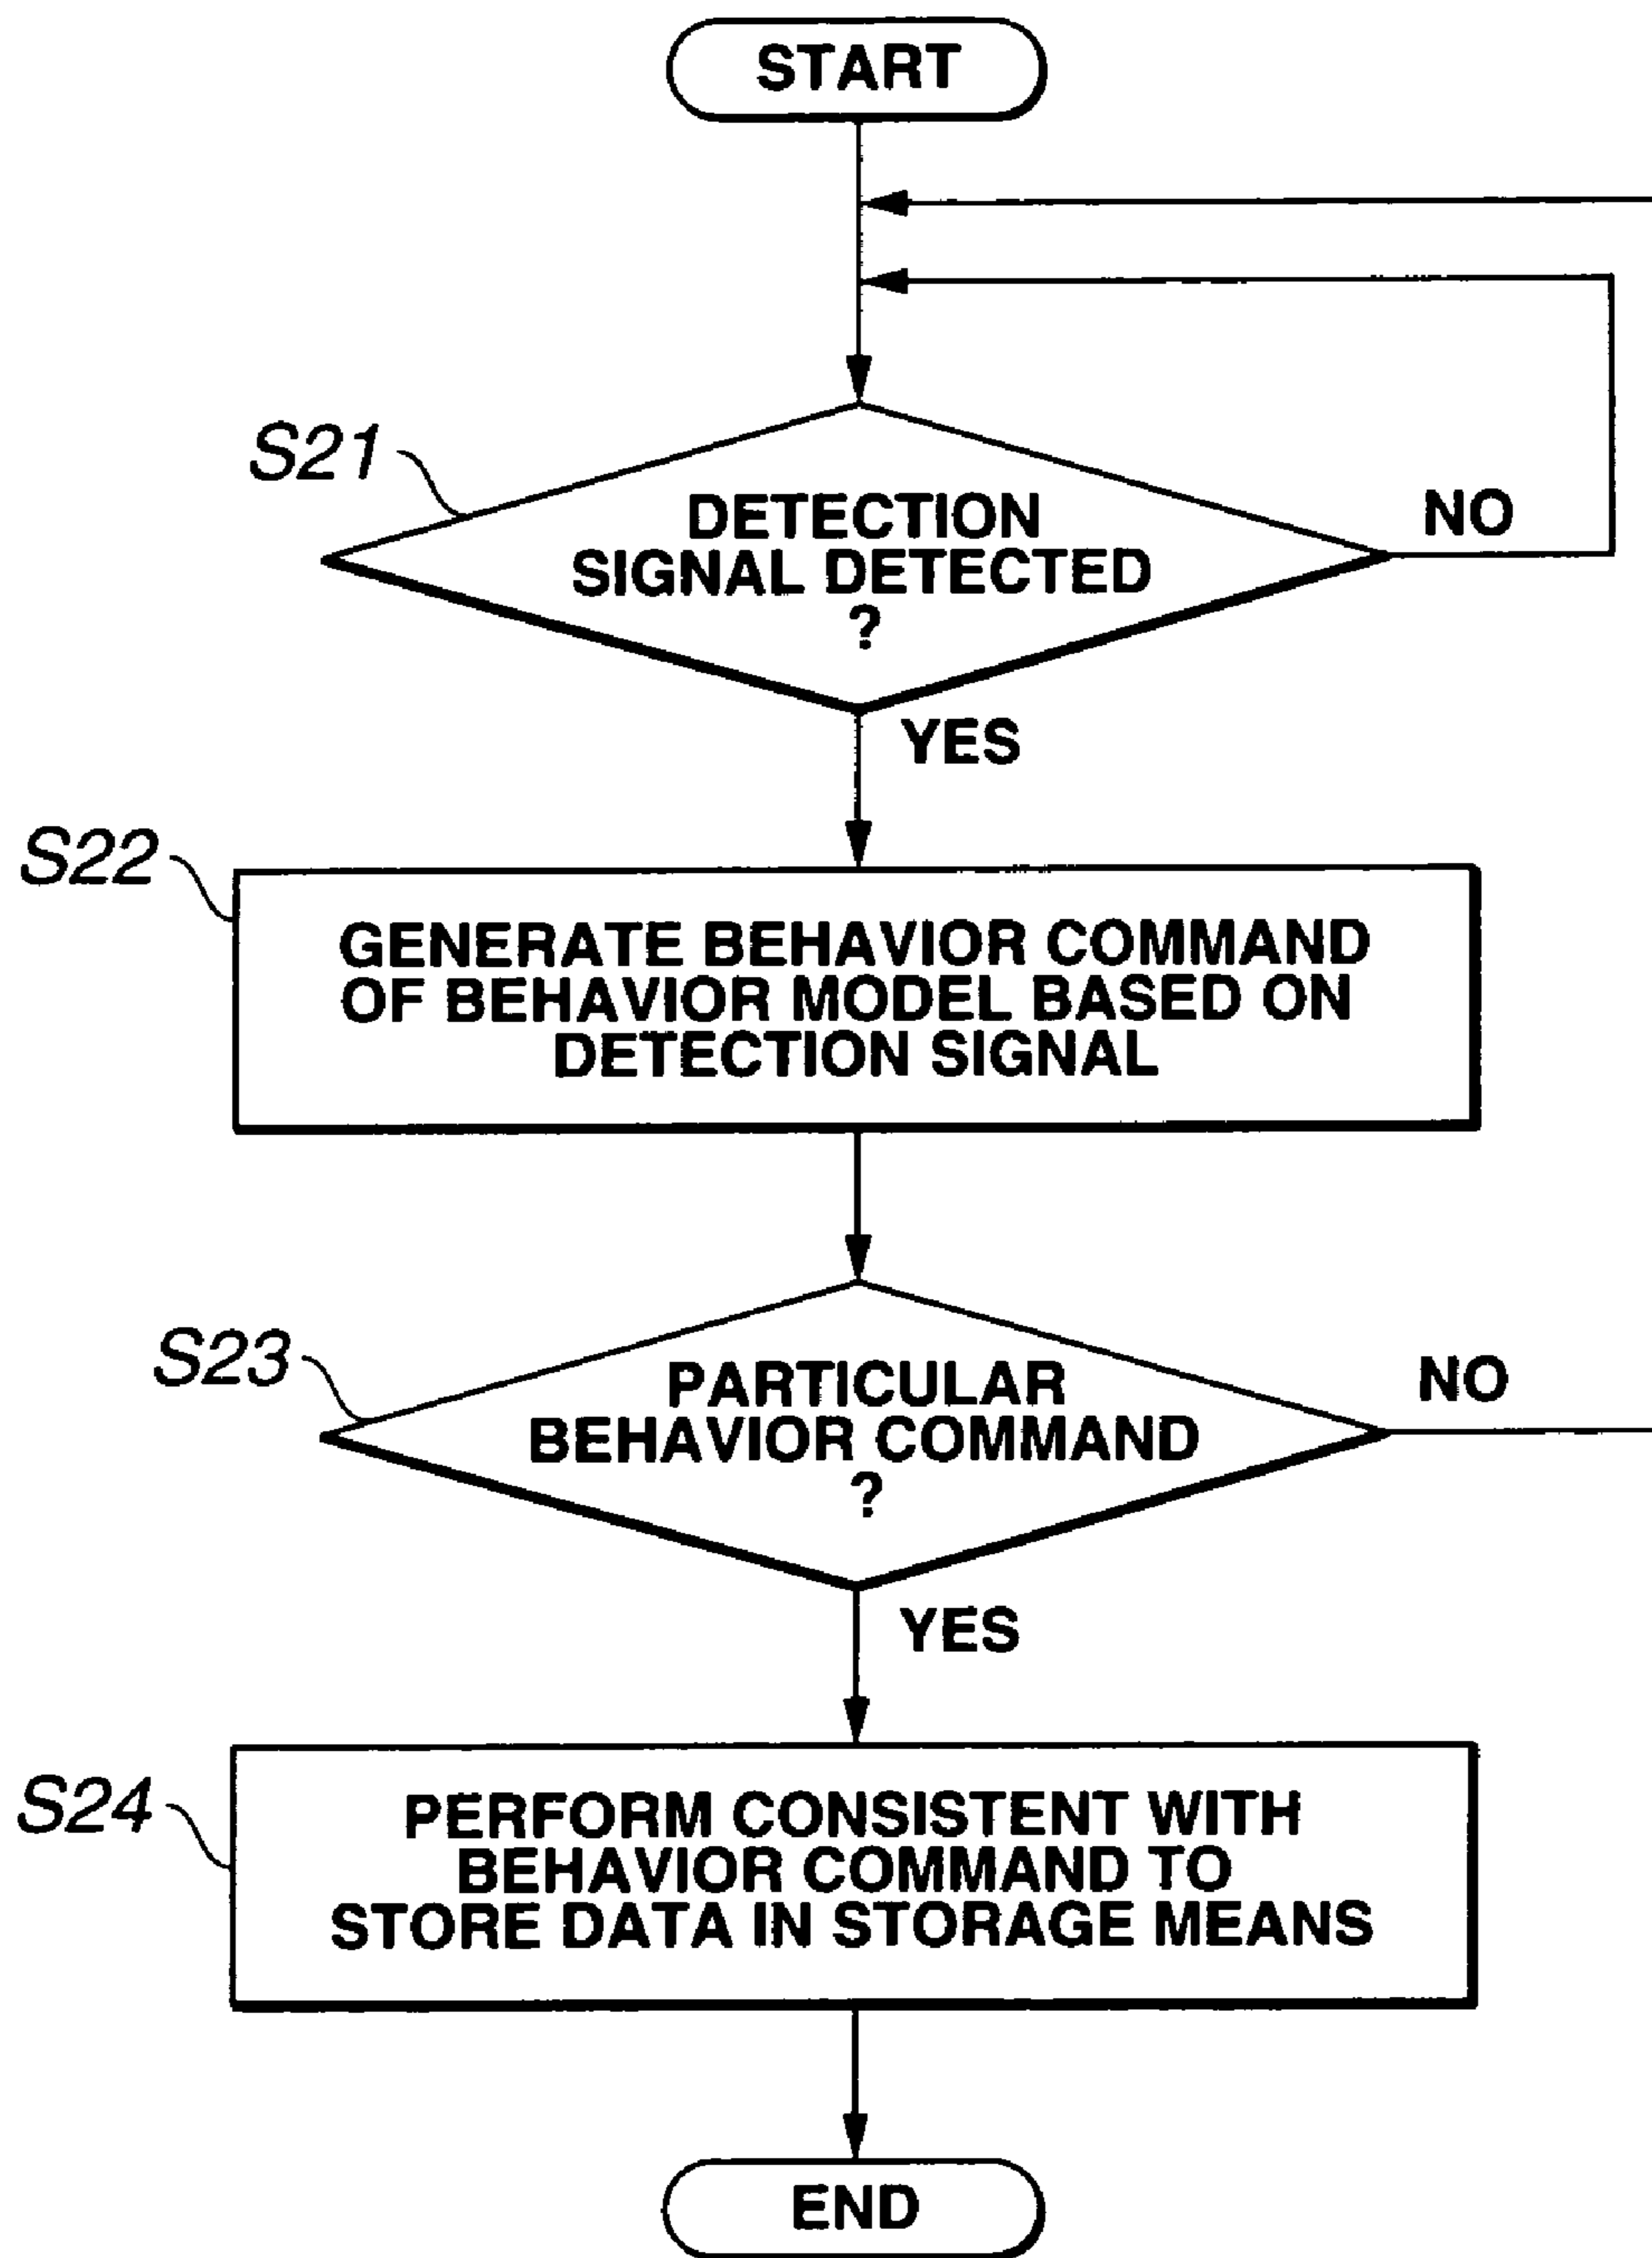 START
S21
DETECTION
SIGNAL DETECTED
?
NO
YES
S22
GENERATE BEHAVIOR COMMAND
OF BEHAVIOR MODEL BASED ON
DETECTION SIGNAL
S23
PARTICULAR
BEHAVIOR COMMAND
?
NO
YES
S24
PERFORM CONSISTENT WITH
BEHAVIOR COMMAND TO
STORE DATA IN STORAGE MEANS
END